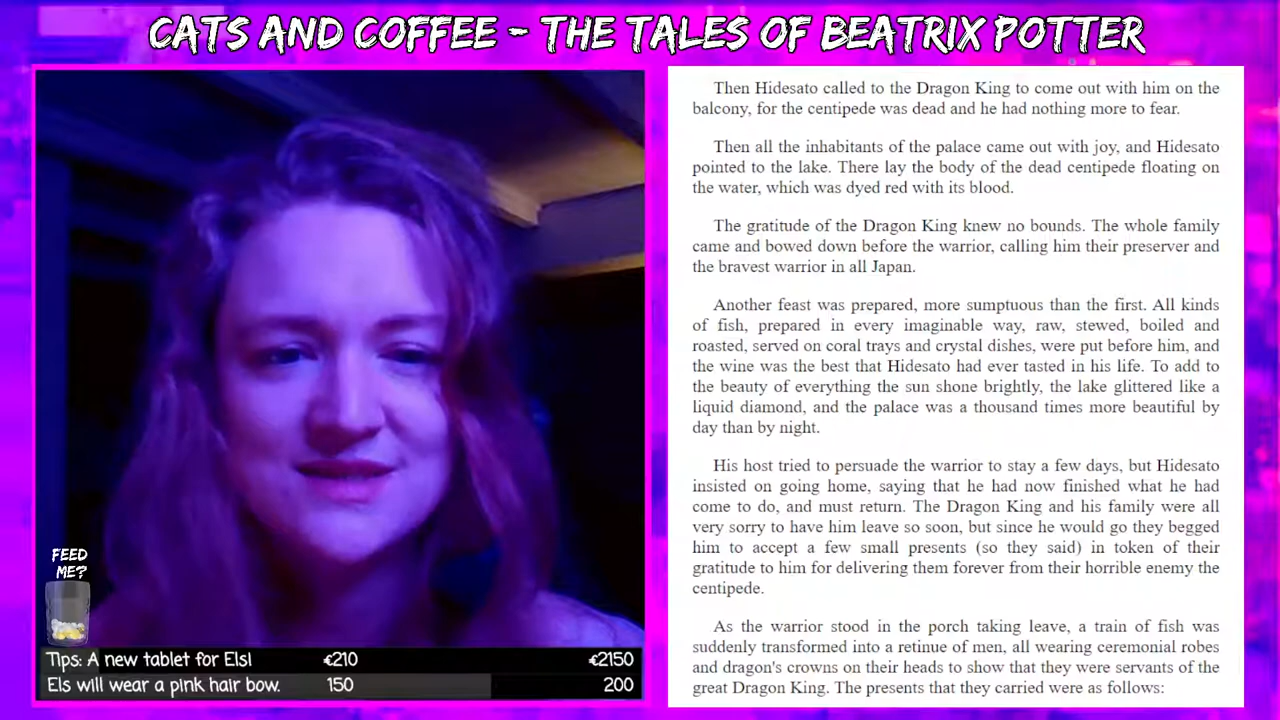 CATS AND COFFEE - THE TALES OF BEATRIX POTTER
Then Hidesato called to the Dragon King to come out with him on the
balcony, for the centipede was dead and he had nothing more to fear.
Then all the inhabitants of the palace came out with joy, and Hidesato
pointed to the lake. There lay the body of the dead centipede floating on
the water, which was dyed red with its blood.
The gratitude of the Dragon King knew no bounds. The whole family
came and bowed down before the warrior, calling him their preserver and
the bravest warrior in all Japan.
Another feast was prepared, more sumptuous than the first. All kinds
of fish, prepared in every imaginable way, raw, stewed, boiled and
roasted, served on coral trays and crystal dishes, were put before him, and
the wine was the best that Hidesato had ever tasted in his life. To add to
the beauty of everything the sun shone brightly, the lake glittered like a
liquid diamond, and the palace was a thousand times more beautiful by
day than by night.
His host tried to persuade the warrior to stay a few days, but Hidesato
insisted on going home, saying that he had now finished what he had
come to do, and must return. The Dragon King and his family were all
very sorry to have him leave so soon, but since he would go they begged
him to accept a few small presents (so they said) in token of their
gratitude to him for delivering them forever from their horrible enemy the
centipede.
As the warrior stood in the porch taking leave, a train of fish was
suddenly transformed into a retinue of men, all wearing ceremonial robes
and dragon's crowns on their heads to show that they were servants of the
great Dragon King. The presents that they carried were as follows:
FEED
ME?
Tips: A new tablet for Els! €210 €2150
Els will wear a pink hair bow. 150 200